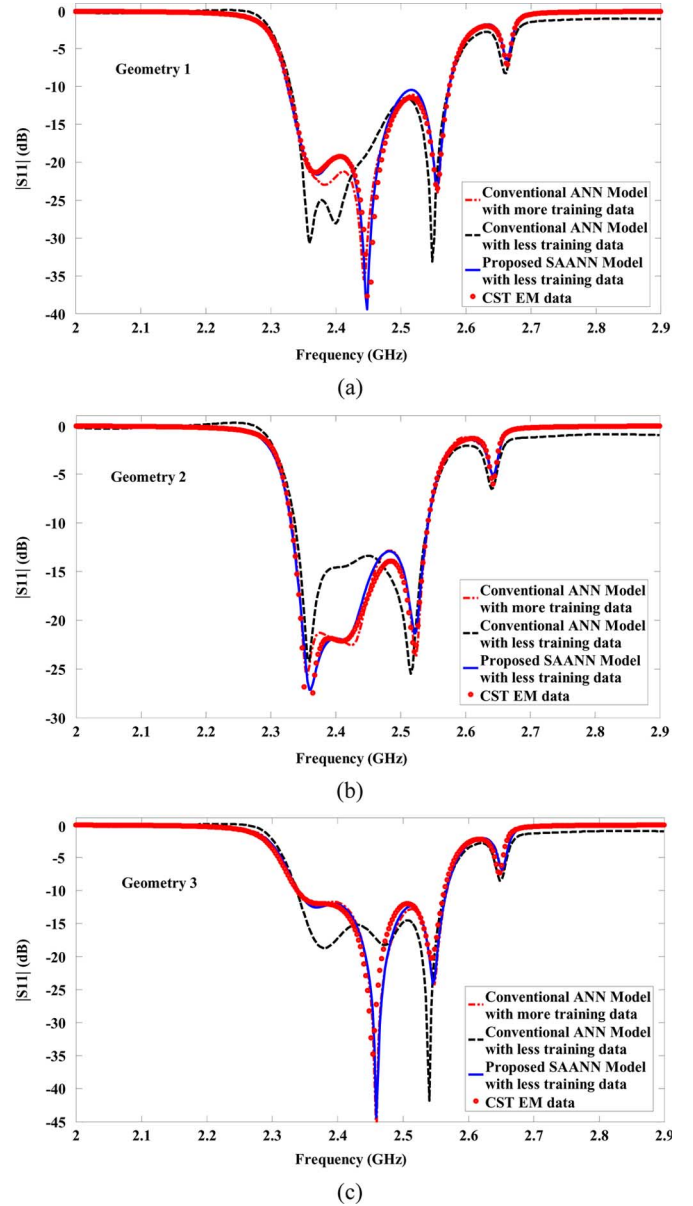 0
-5
-10
-15
-20
-25
-30
-35
-40
|S11| (dB)
Geometry 1
Conventional ANN Model
with more training data
Conventional ANN Model
with less training data
Proposed SAANN Model
with less training data
CST EM data
2 2.1 2.2 2.3 2.4 2.5 2.6 2.7 2.8 2.9
Frequency (GHz)
(a)
0
-5
-10
-15
-20
-25
-30
|S11| (dB)
Geometry 2
Conventional ANN Model
with more training data
Conventional ANN Model
with less training data
Proposed SAANN Model
with less training data
CST EM data
2 2.1 2.2 2.3 2.4 2.5 2.6 2.7 2.8 2.9
Frequency (GHz)
(b)
0
-5
-10
-15
-20
-25
-30
-35
-40
-45
|S11| (dB)
Geometry 3
Conventional ANN Model
with more training data
Conventional ANN Model
with less training data
Proposed SAANN Model
with less training data
CST EM data
2 2.1 2.2 2.3 2.4 2.5 2.6 2.7 2.8 2.9
Frequency (GHz)
(c)